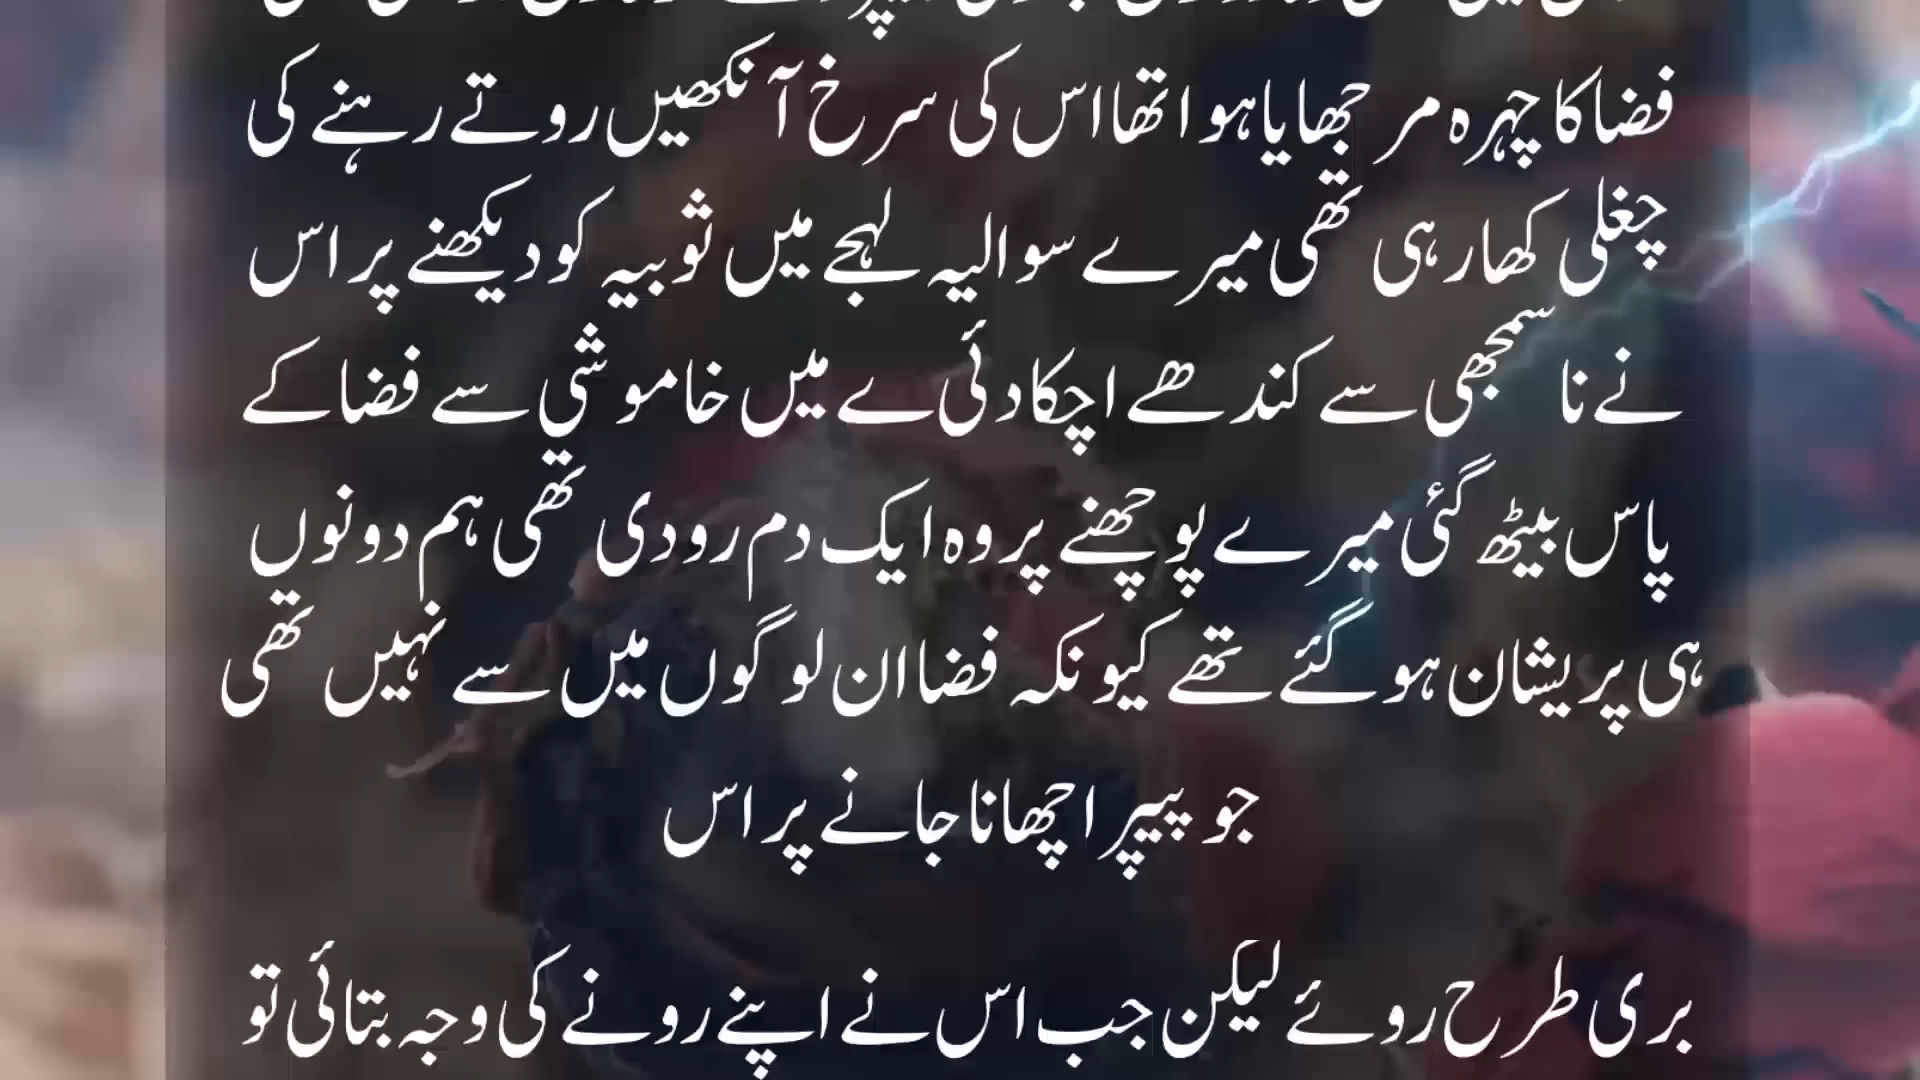 فضا کا چہرہ مرجھایا ہوا تھا اس کی سرخ آنکھیں روتے رہنے کی
چغلی کھا رہی تھی میرے سوالیہ لہجے میں ثوبیہ کو دیکھنے پر اس
نے ناسمجھی سے کندھے اچکا دئی ے میں خاموشی سے فضا کے
پاس بیٹھ گئی میرے پوچھنے پر وہ ایک دم رو دی تھی ہم دونوں
ہی پریشان ہو گئے تھے کیونکہ فضا ان لوگوں میں سے نہیں تھی
جو پیپر اچھا نا جانے پر اس
بری طرح روئے لیکن جب اس نے اپنے رونے کی وجہ بتائی تو